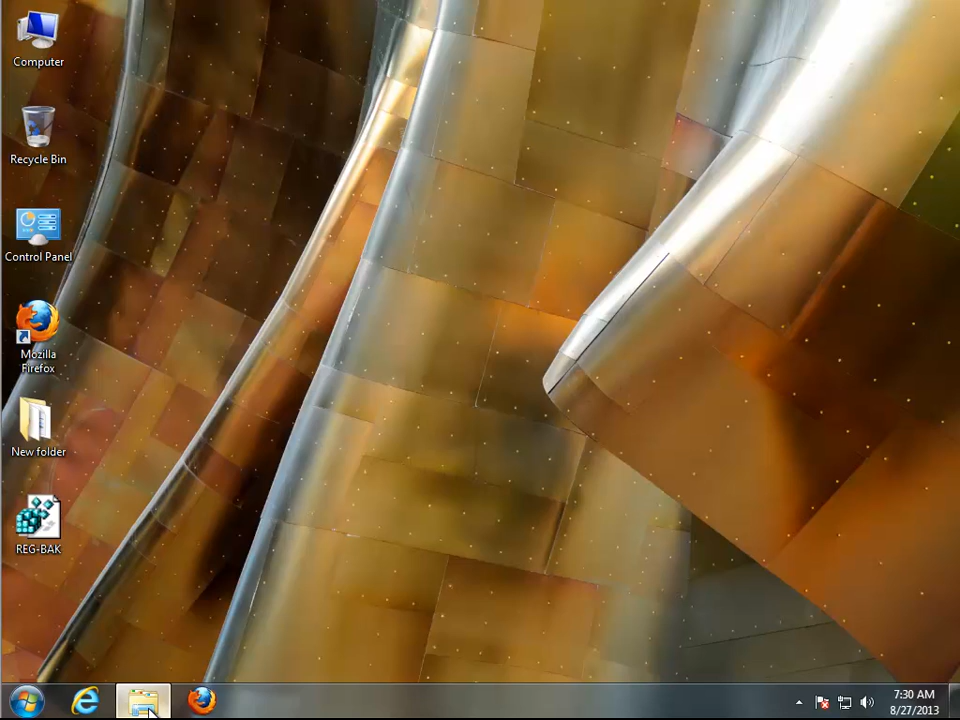 Computer
Recycle Bin
Control Panel
Mozilla
Firefox
New folder
REG-BAK
7:30 AM
8/27/2013